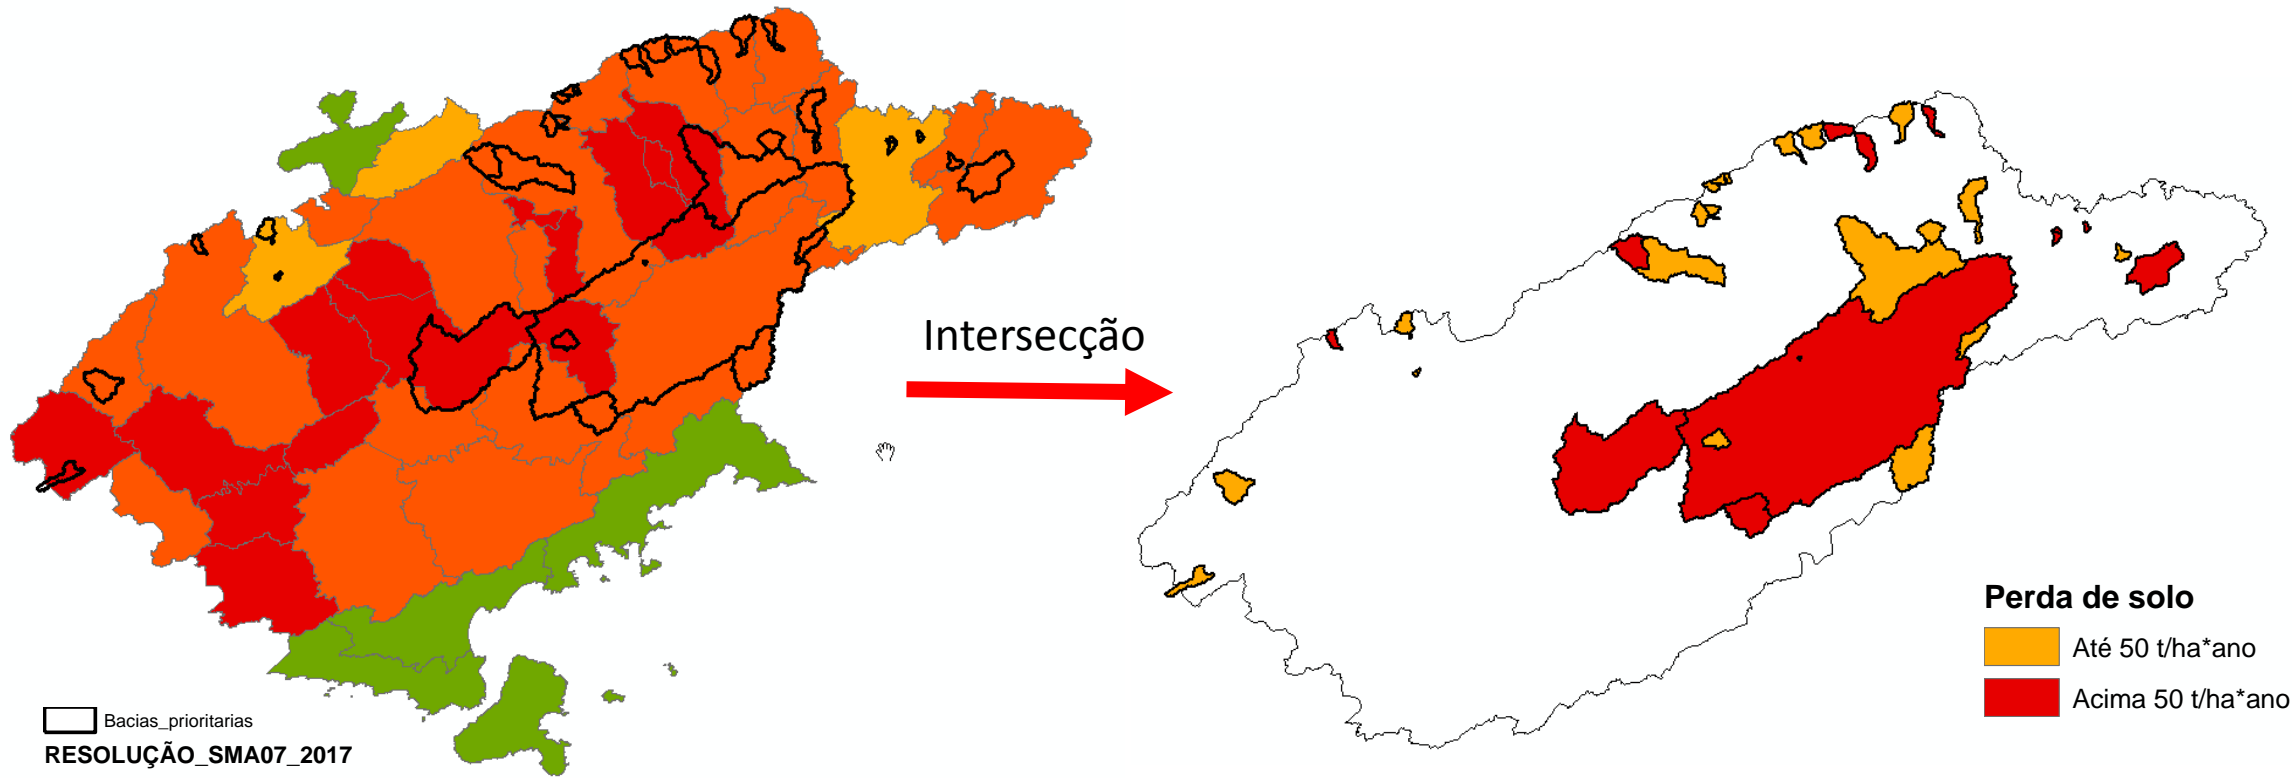 Intersecção
Perda de solo
Até 50 t/ha*ano
Acima 50 t/ha*ano
Bacias_prioritarias
RESOLUÇÃO_SMA07_2017